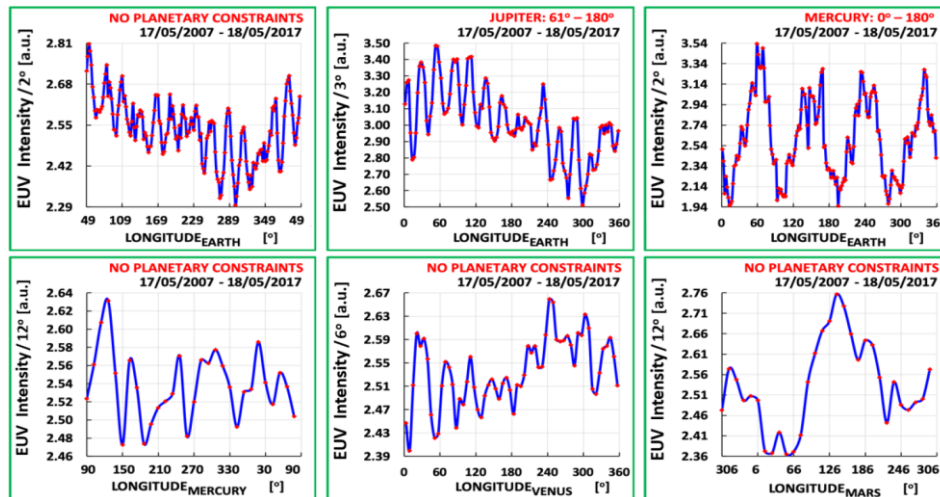 NO PLANETARY CONSTRAINTS
17/05/2007 - 18/05/2017
EUV Intensity / 2° [a.u.]
2.81
2.68
2.55
2.42
2.29
49 109 169 229 289 349 49
LONGITUDE EARTH [°]
JUPITER: 61° – 180°
17/05/2007 - 18/05/2017
EUV Intensity / 3° [a.u.]
3.50
3.40
3.30
3.20
3.10
3.00
2.90
2.80
2.70
2.60
2.50
0 60 120 180 240 300 360
LONGITUDE EARTH [°]
MERCURY: 0° – 180°
17/05/2007 - 18/05/2017
EUV Intensity / 2° [a.u.]
3.54
3.34
3.14
2.94
2.74
2.54
2.34
2.14
1.94
0 60 120 180 240 300 360
LONGITUDE EARTH [°]
NO PLANETARY CONSTRAINTS
17/05/2007 - 18/05/2017
EUV Intensity / 12° [a.u.]
2.64
2.62
2.60
2.58
2.56
2.54
2.52
2.50
2.48
2.46
90 150 210 270 330 30 90
LONGITUDE MERCURY [°]
NO PLANETARY CONSTRAINTS
17/05/2007 - 18/05/2017
EUV Intensity / 6° [a.u.]
2.67
2.63
2.59
2.55
2.51
2.47
2.43
2.39
0 60 120 180 240 300 360
LONGITUDE VENUS [°]
NO PLANETARY CONSTRAINTS
17/05/2007 - 18/05/2017
EUV Intensity / 12° [a.u.]
2.76
2.71
2.66
2.61
2.56
2.51
2.46
2.41
2.36
306 6 66 126 186 246 306
LONGITUDE MARS [°]